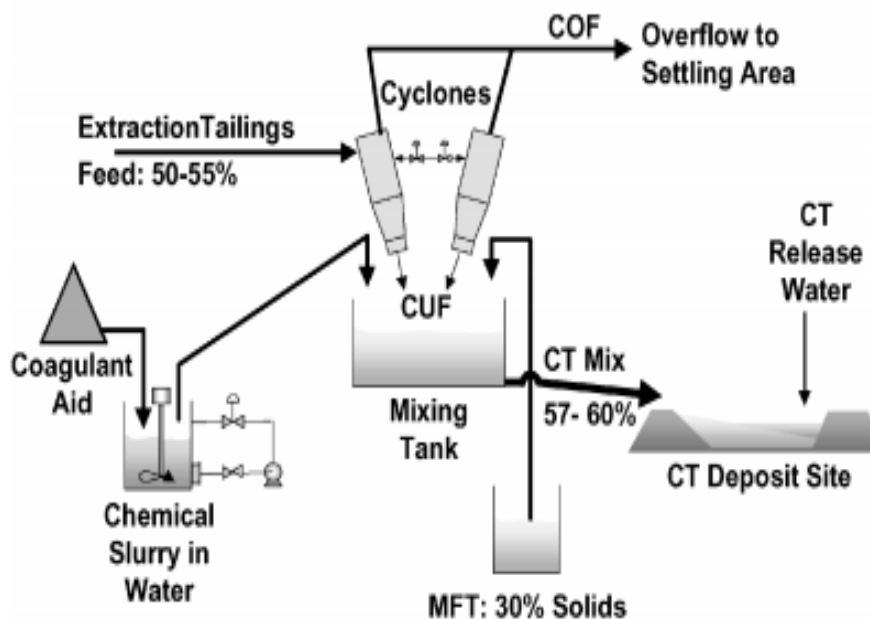 COF
Overflow to
Settling Area
Cyclones
ExtractionTailings
Feed: 50-55%
CT
Release
Water
CUF
Coagulant
Aid
CT Mix
57- 60%
Mixing
Tank
CT Deposit Site
Chemical
Slurry in
Water
MFT: 30% Solids